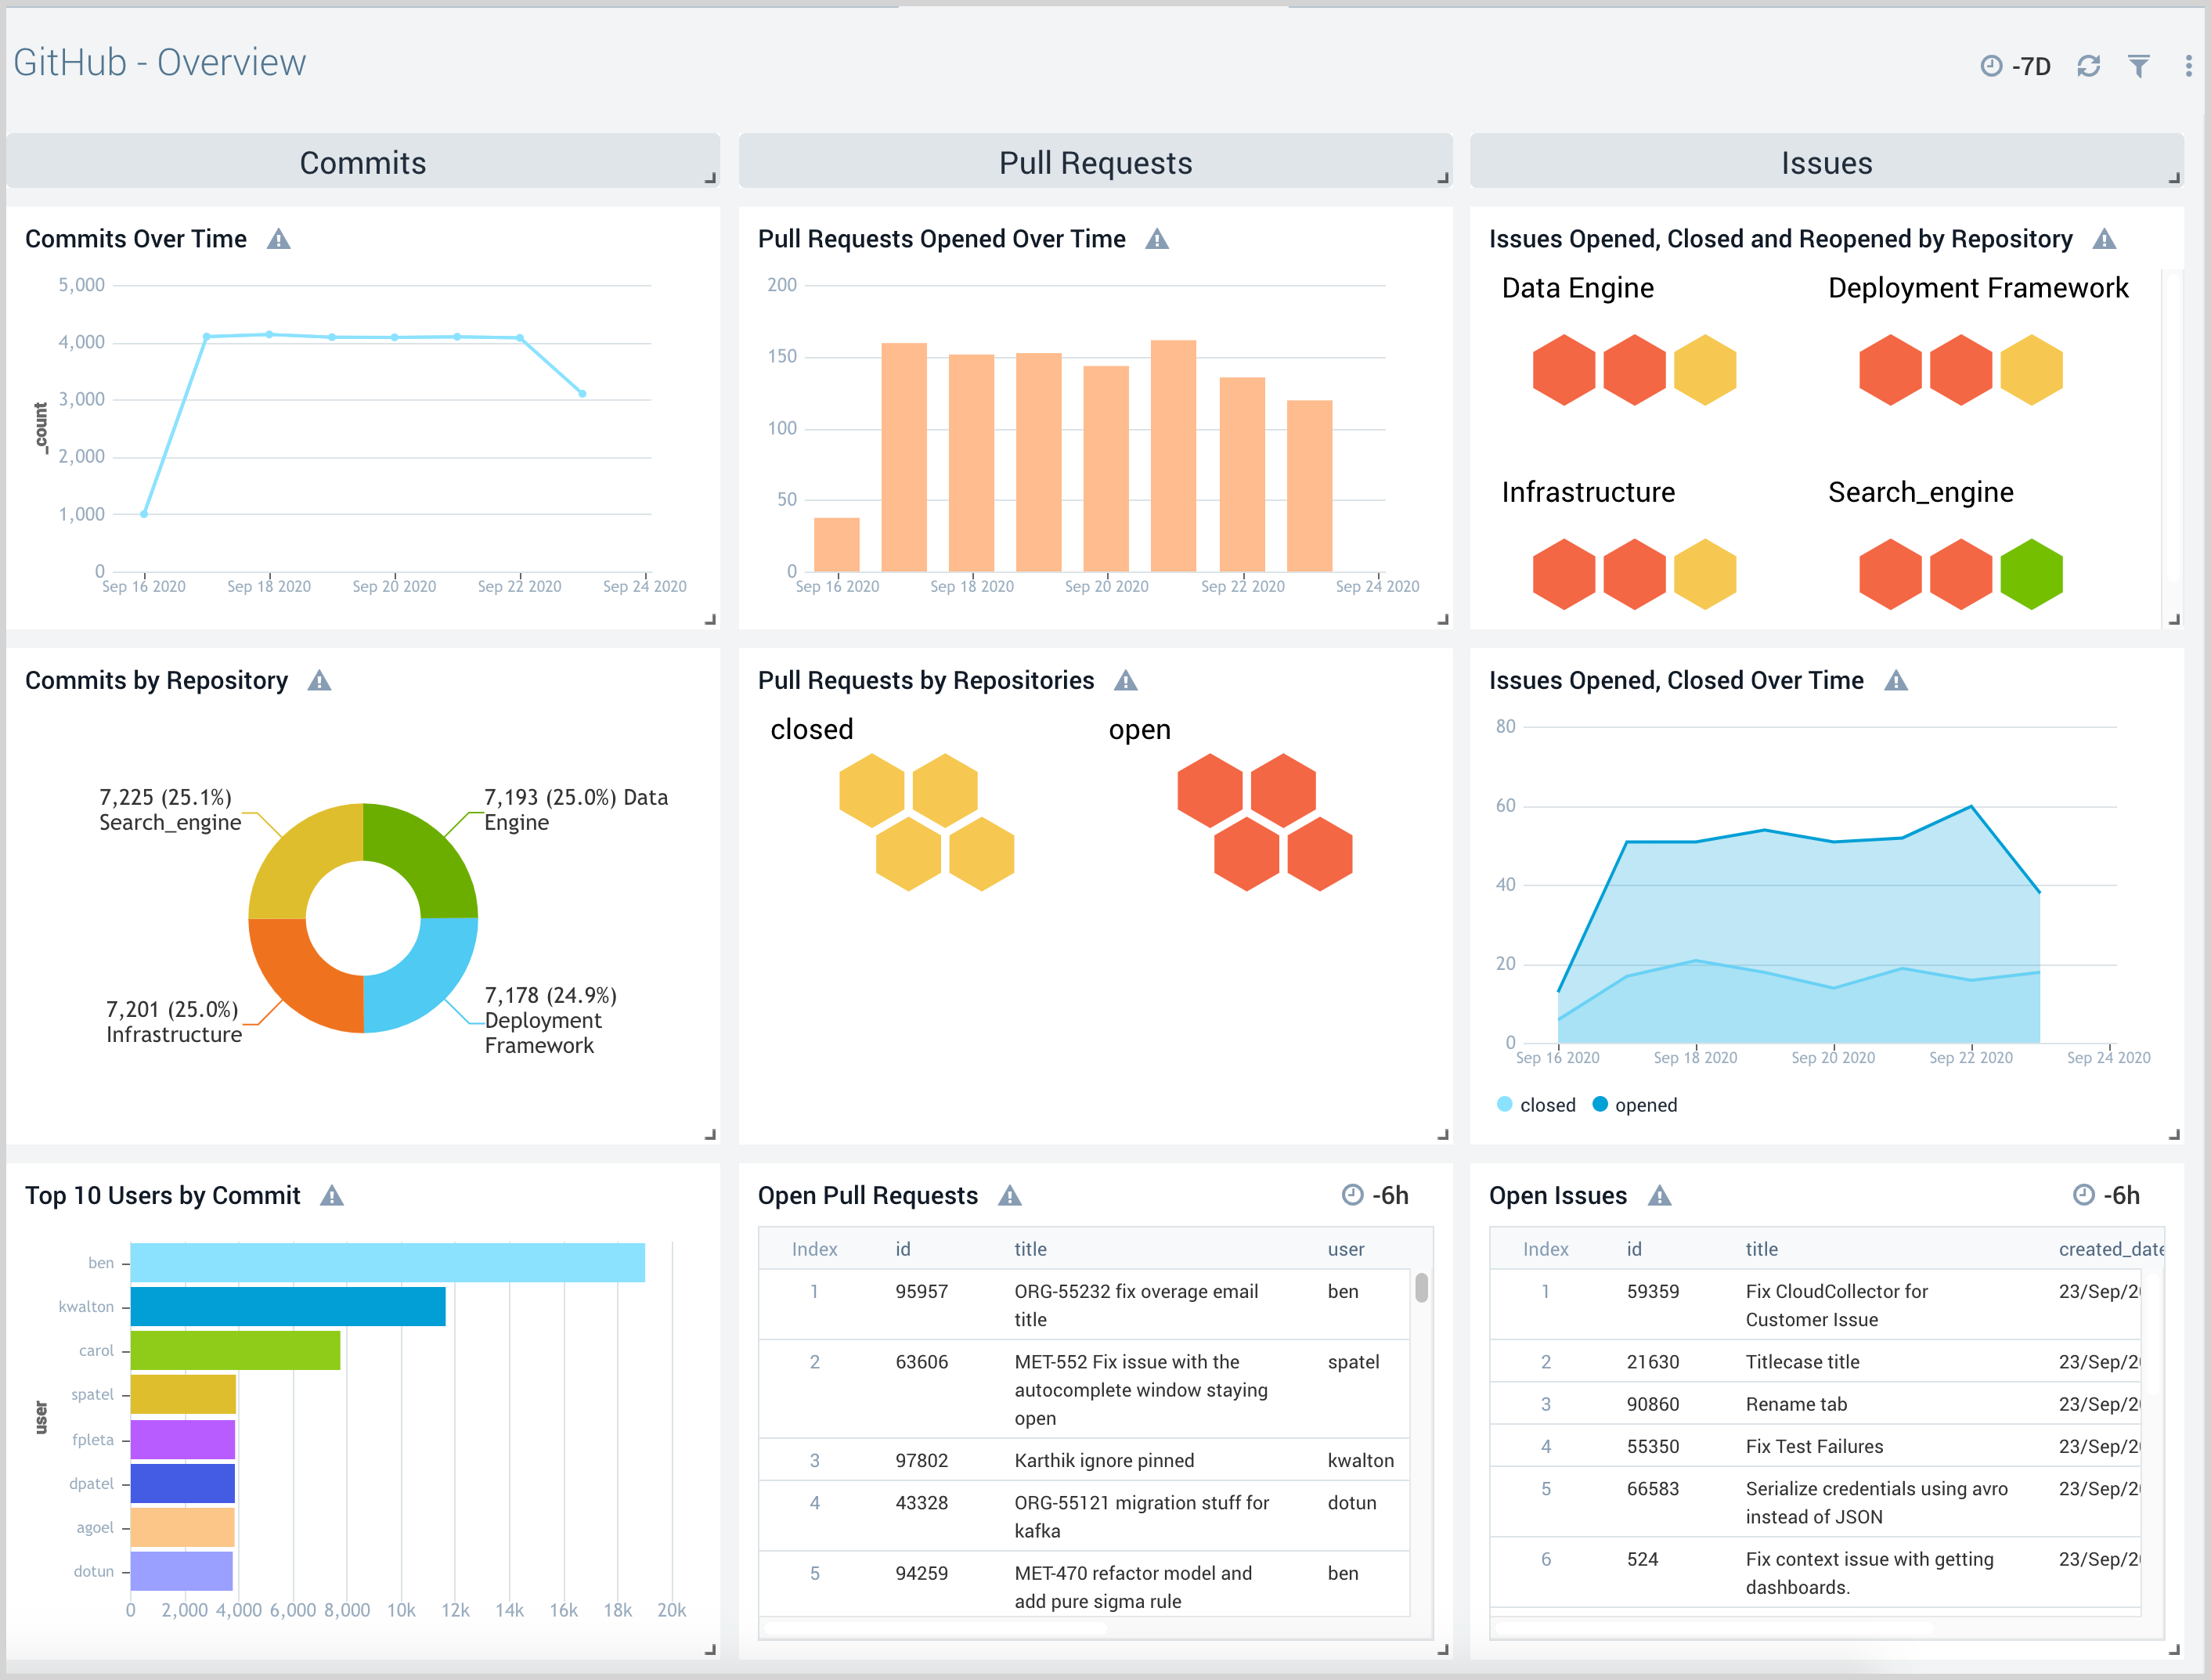 GitHub - Overview
-7D
Commits
Pull Requests
Issues
Commits Over Time
5,000
4,000
3,000
2,000
1,000
0
_count
Sep 16 2020 Sep 18 2020 Sep 20 2020 Sep 22 2020 Sep 24 2020
Pull Requests Opened Over Time
200
150
100
50
0
Sep 16 2020 Sep 18 2020 Sep 20 2020 Sep 22 2020 Sep 24 2020
Issues Opened, Closed and Reopened by Repository
Data Engine
Deployment Framework
Infrastructure
Search_engine
Commits by Repository
7,225 (25.1%)
Search_engine
7,193 (25.0%) Data
Engine
7,201 (25.0%)
Infrastructure
7,178 (24.9%)
Deployment
Framework
Pull Requests by Repositories
closed
open
Issues Opened, Closed Over Time
80
60
40
20
0
Sep 16 2020 Sep 18 2020 Sep 20 2020 Sep 22 2020 Sep 24 2020
closed opened
Top 10 Users by Commit
user
ben
kwalton
carol
spatel
fpleta
dpatel
agoel
dotun
0 2,000 4,000 6,000 8,000 10k 12k 14k 16k 18k 20k
Open Pull Requests
-6h
Index id title user
1 95957 ORG-55232 fix overage email ben
title
2 63606 MET-552 Fix issue with the spatel
autocomplete window staying
open
3 97802 Karthik ignore pinned kwalton
4 43328 ORG-55121 migration stuff for dotun
kafka
5 94259 MET-470 refactor model and ben
add pure sigma rule
Open Issues
-6h
Index id title created_date
1 59359 Fix CloudCollector for 23/Sep/2
Customer Issue
2 21630 Titlecase title 23/Sep/2
3 90860 Rename tab 23/Sep/2
4 55350 Fix Test Failures 23/Sep/2
5 66583 Serialize credentials using avro 23/Sep/2
instead of JSON
6 524 Fix context issue with getting 23/Sep/2
dashboards.